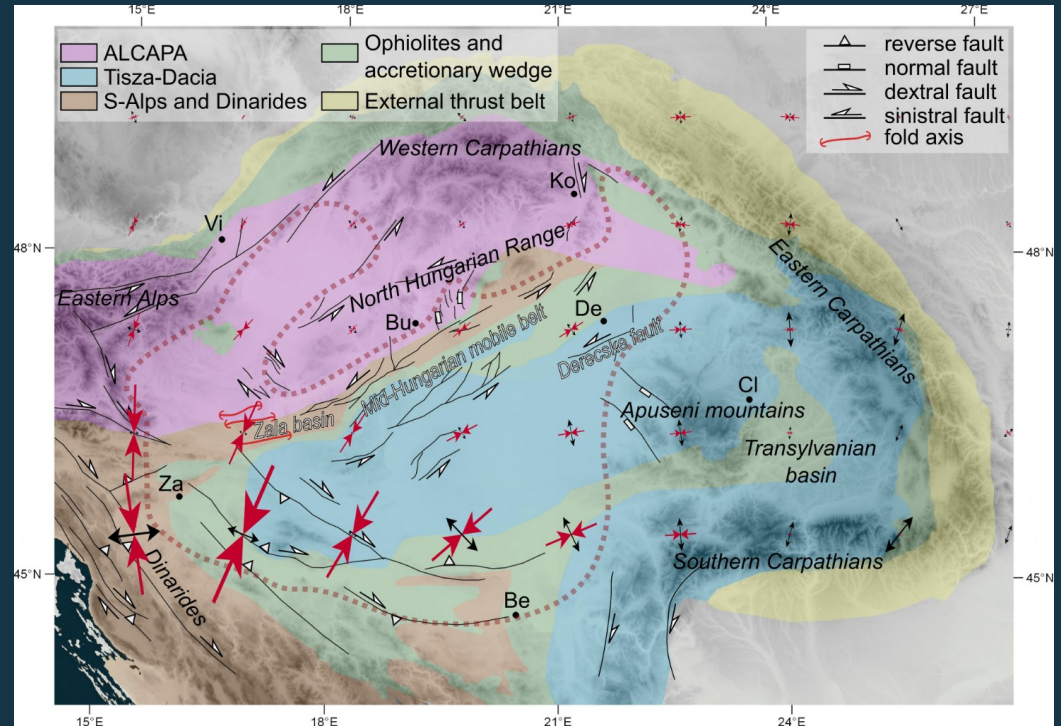 15°E 18°E 21°E 24°E 27°E
ALCAPA
Tisza-Dacia
S-Alps and Dinarides
Ophiolites and
accretionary wedge
External thrust belt
reverse fault
normal fault
dextral fault
sinistral fault
fold axis
Western Carpathians
Ko
Vi
48°N
48°N
Eastern Carpathians
North Hungarian Range
Eastern Alps
Bu
De
Mid-Hungarian mobile belt
Derecske fault
Cl
Apuseni mountains
Zala basin
Transylvanian
basin
Za
Dinarides
Southern Carpathians
45°N
45°N
Be
15°E 18°E 21°E 24°E